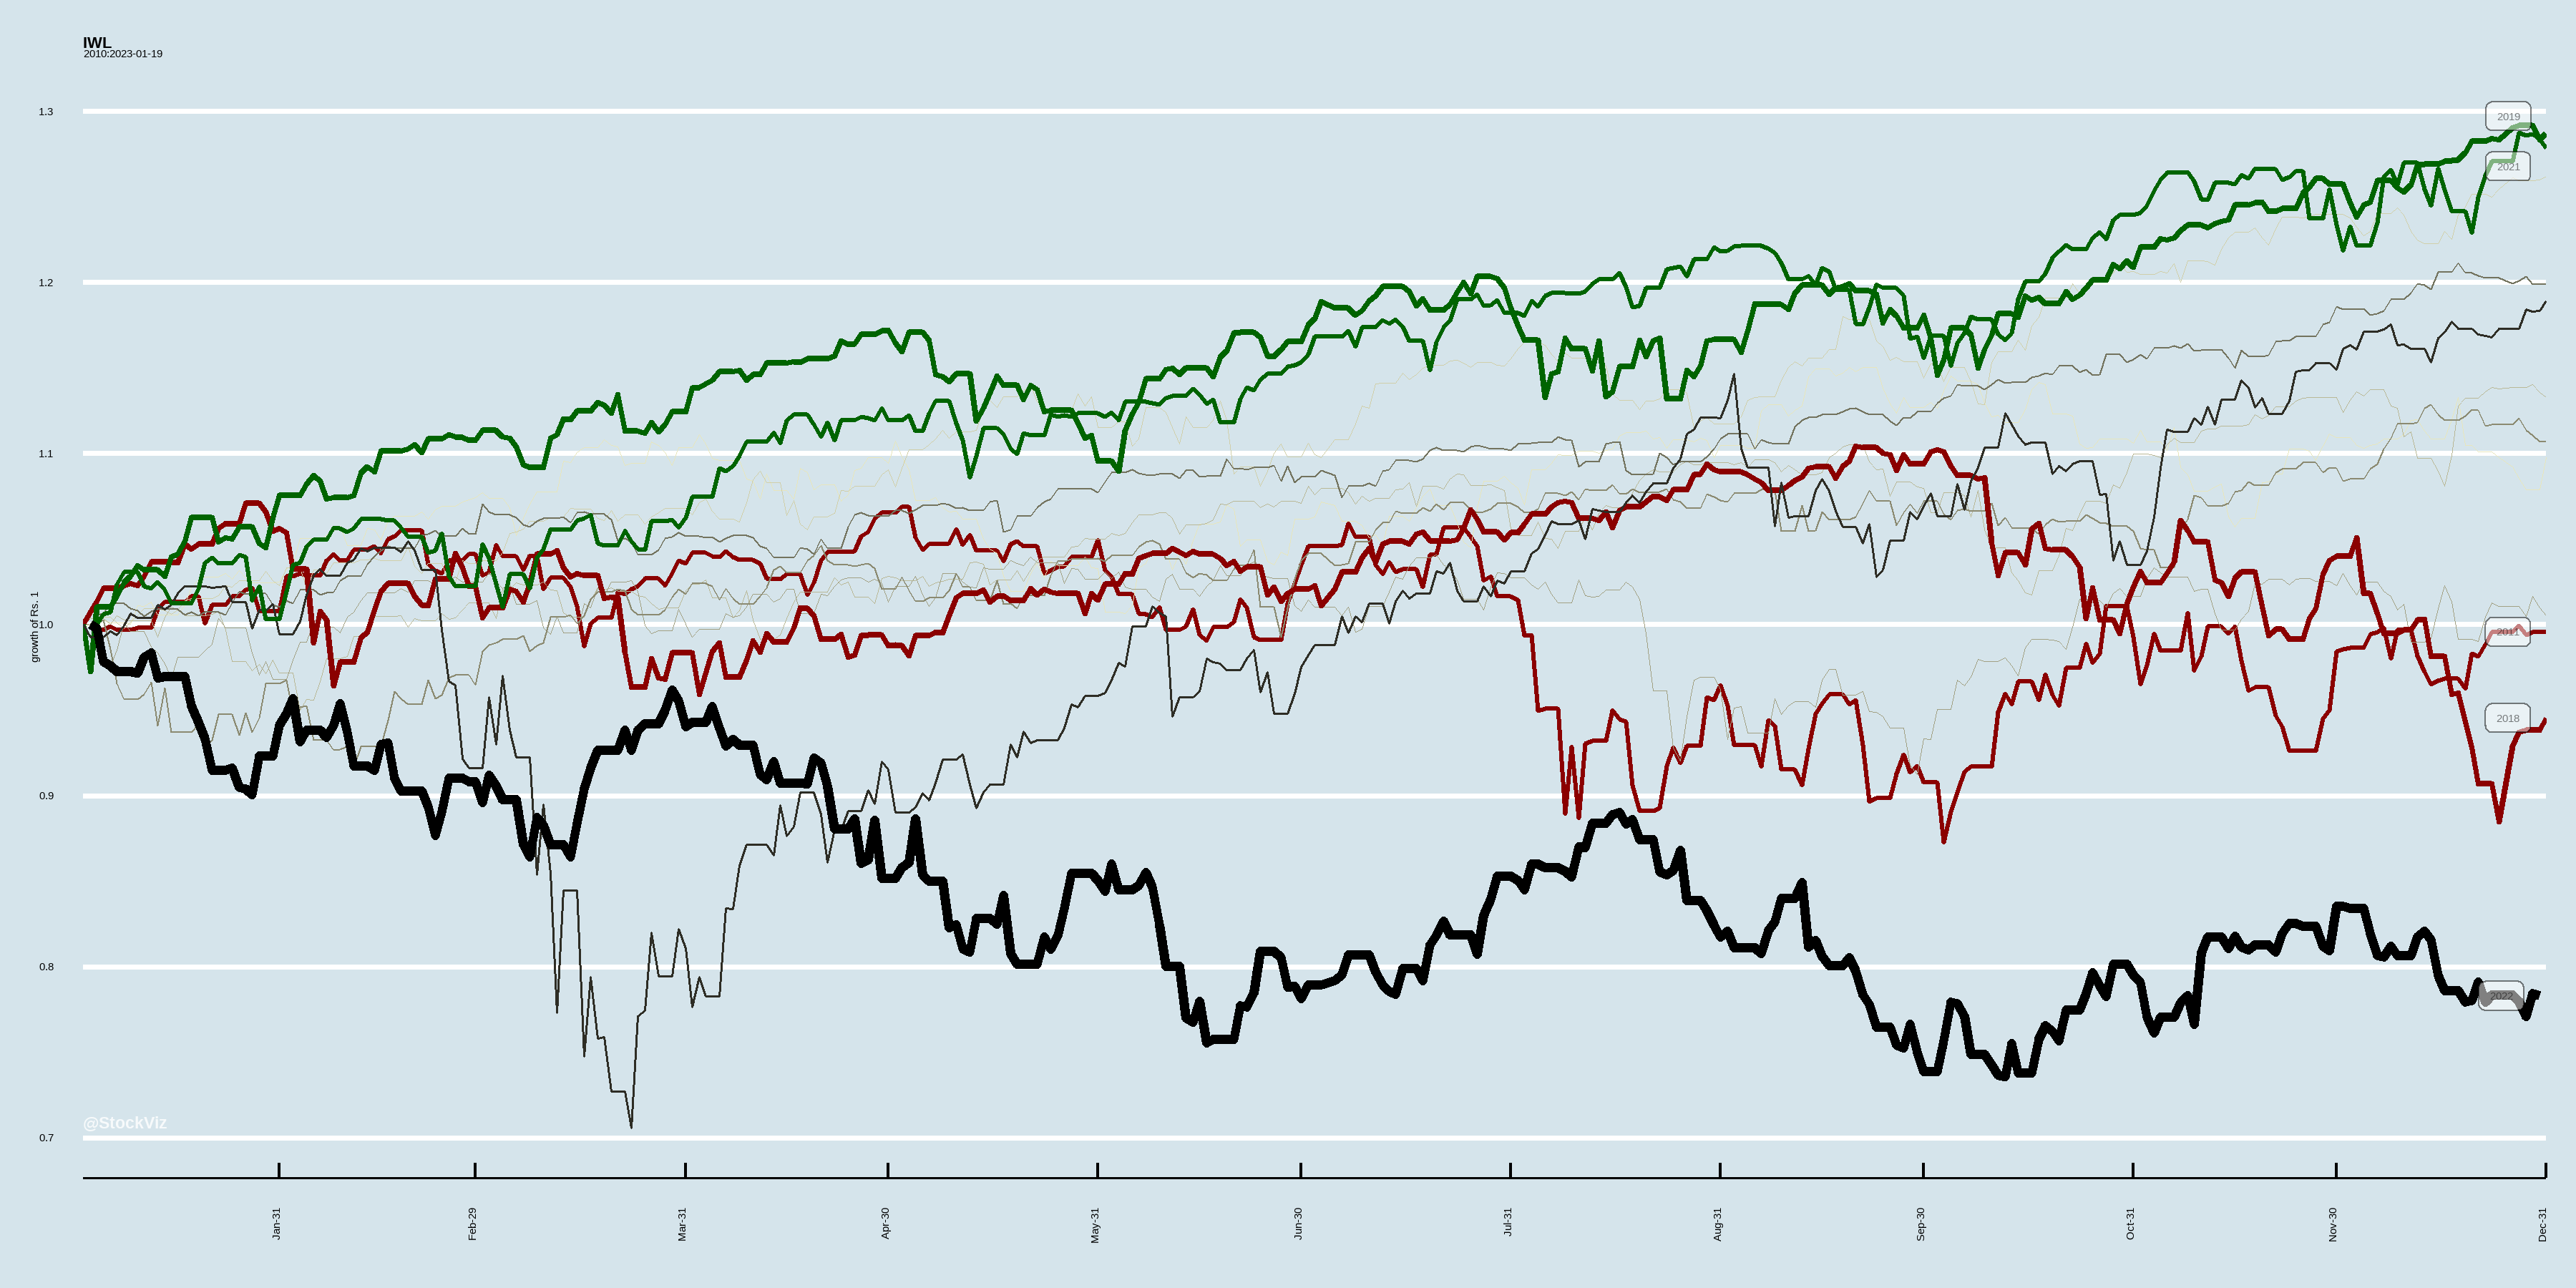 IWL
2010:2023-01-19
1.3
1.2
1.1
1.0
0.9
0.8
0.7
growth of Rs. 1
2019
2021
2011
2018
2022
@StockViz
Jan-31
Feb-29
Mar-31
Apr-30
May-31
Jun-30
Jul-31
Aug-31
Sep-30
Oct-31
Nov-30
Dec-31